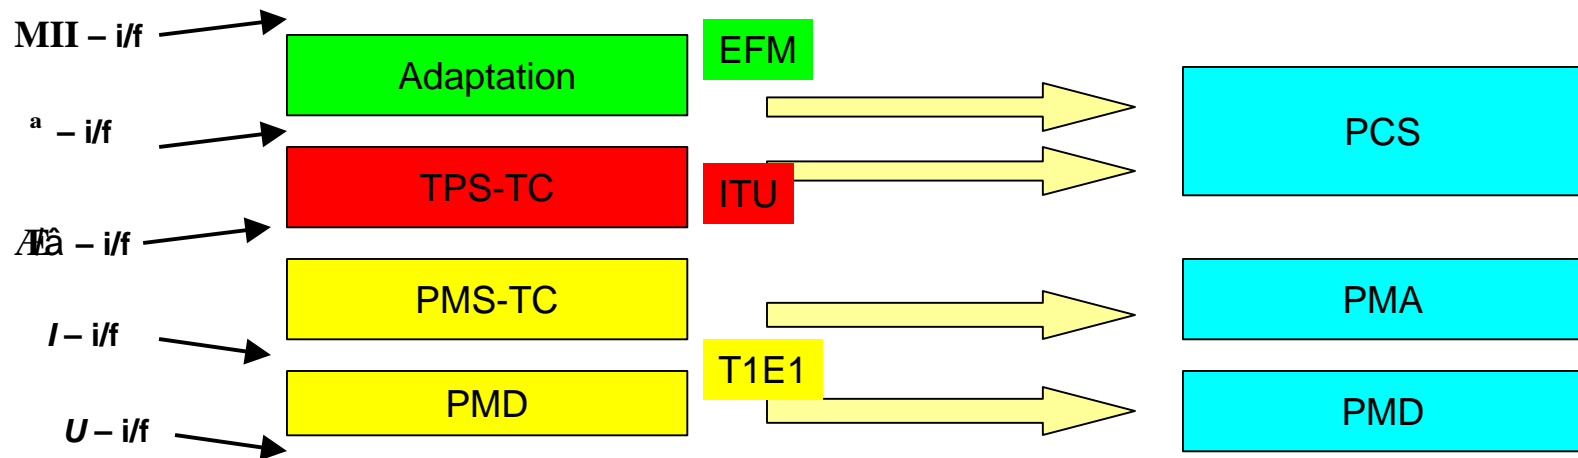 MII – i/f
Adaptation
EFM
ª – i/f
PCS
TPS-TC
ITU
– i/f
PMS-TC
PMA
I – i/f
T1E1
PMD
PMD
U – i/f